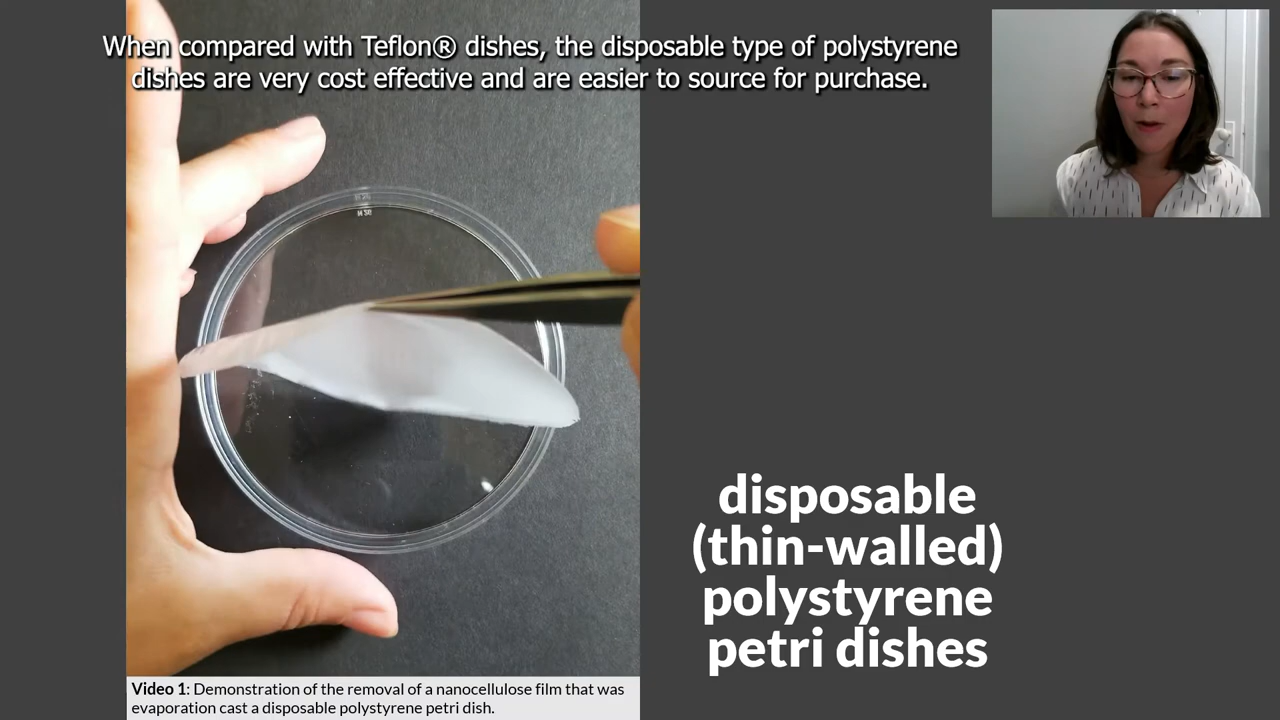 When compared with Teflon® dishes, the disposable type of polystyrene
dishes are very cost effective and are easier to source for purchase.
disposable
(thin-walled)
polystyrene
petri dishes
Video 1: Demonstration of the removal of a nanocellulose film that was
evaporation cast a disposable polystyrene petri dish.